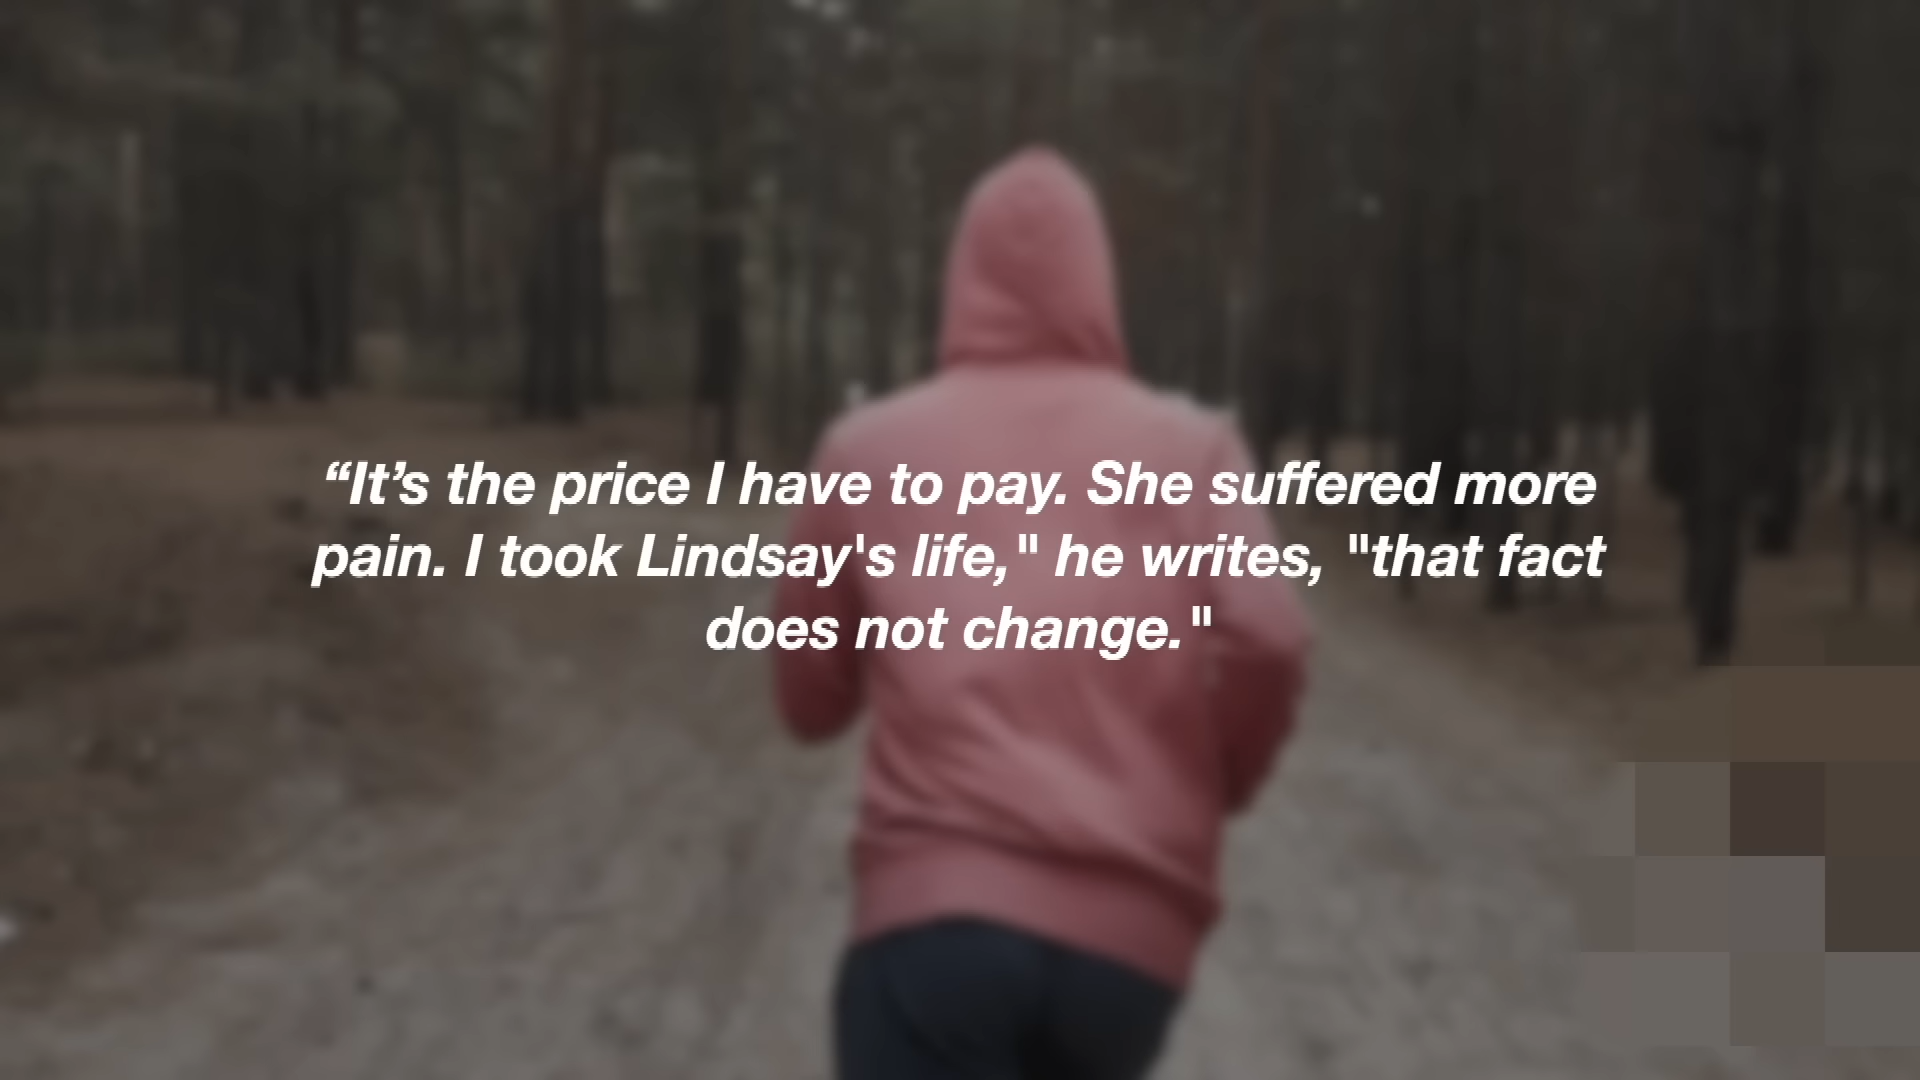 “It’s the price I have to pay. She suffered more
pain. I took Lindsay's life," he writes, "that fact
does not change."